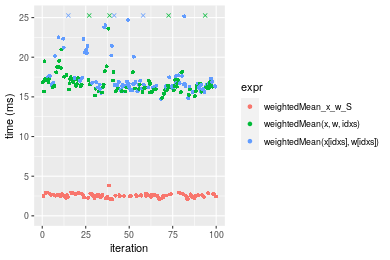 25
20
15
10
5
0
time (ms)
0
25
50
75
100
iteration
expr
weightedMean_x_w_S
weightedMean(x, w, idxs)
weightedMean(x[idxs], w[idxs])